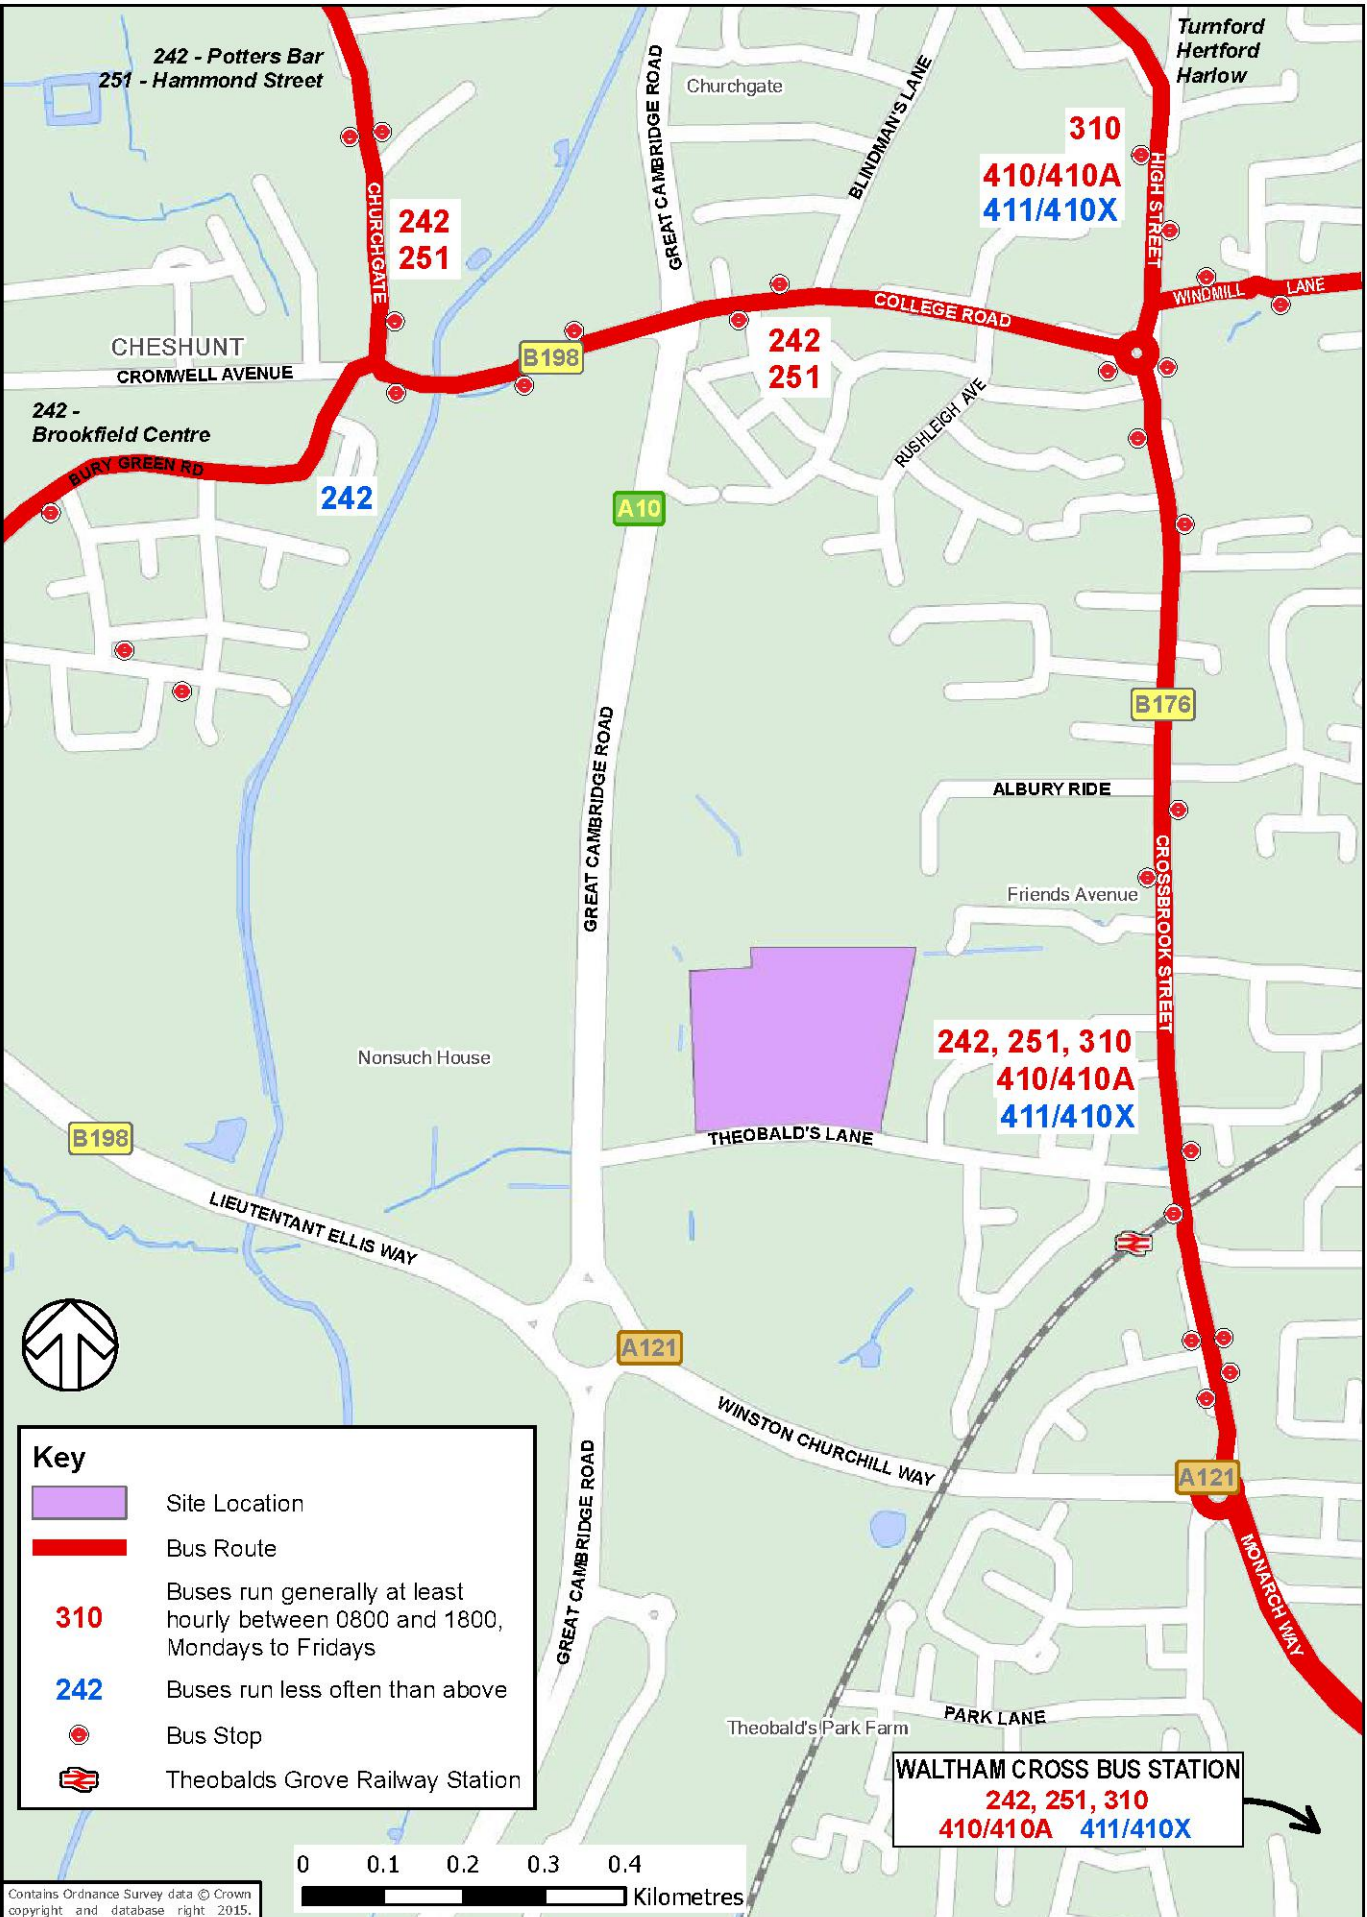 242 - Potters Bar
251 - Hammond Street
Turnford
Hertford
Harlow
Churchgate
GREAT CAMBRIDGE ROAD
BLINDMAN'S LANE
310
410/410A
411/410X
HIGH STREET
CHURCHGATE
242
251
WINDMILL LANE
COLLEGE ROAD
CHESHUNT
CROMWELL AVENUE
B198
242
251
242 -
Brookfield Centre
RUSHLEIGH AVE
BURY GREEN RD
242
A10
B176
GREAT CAMBRIDGE ROAD
ALBURY RIDE
CROSSBROOK STREET
Friends Avenue
Nonsuch House
242, 251, 310
410/410A
411/410X
B198
THEOBALD'S LANE
LIEUTENTANT ELLIS WAY
A121
WINSTON CHURCHILL WAY
A121
MONARCH WAY
GREAT CAMBRIDGE ROAD
Key
Site Location
Bus Route
310
Buses run generally at least
hourly between 0800 and 1800,
Mondays to Fridays
242
Buses run less often than above
Bus Stop
Theobalds Grove Railway Station
PARK LANE
Theobald's Park Farm
WALTHAM CROSS BUS STATION
242, 251, 310
410/410A 411/410X
0 0.1 0.2 0.3 0.4
Kilometres
Contains Ordnance Survey data © Crown
copyright and database right 2015.